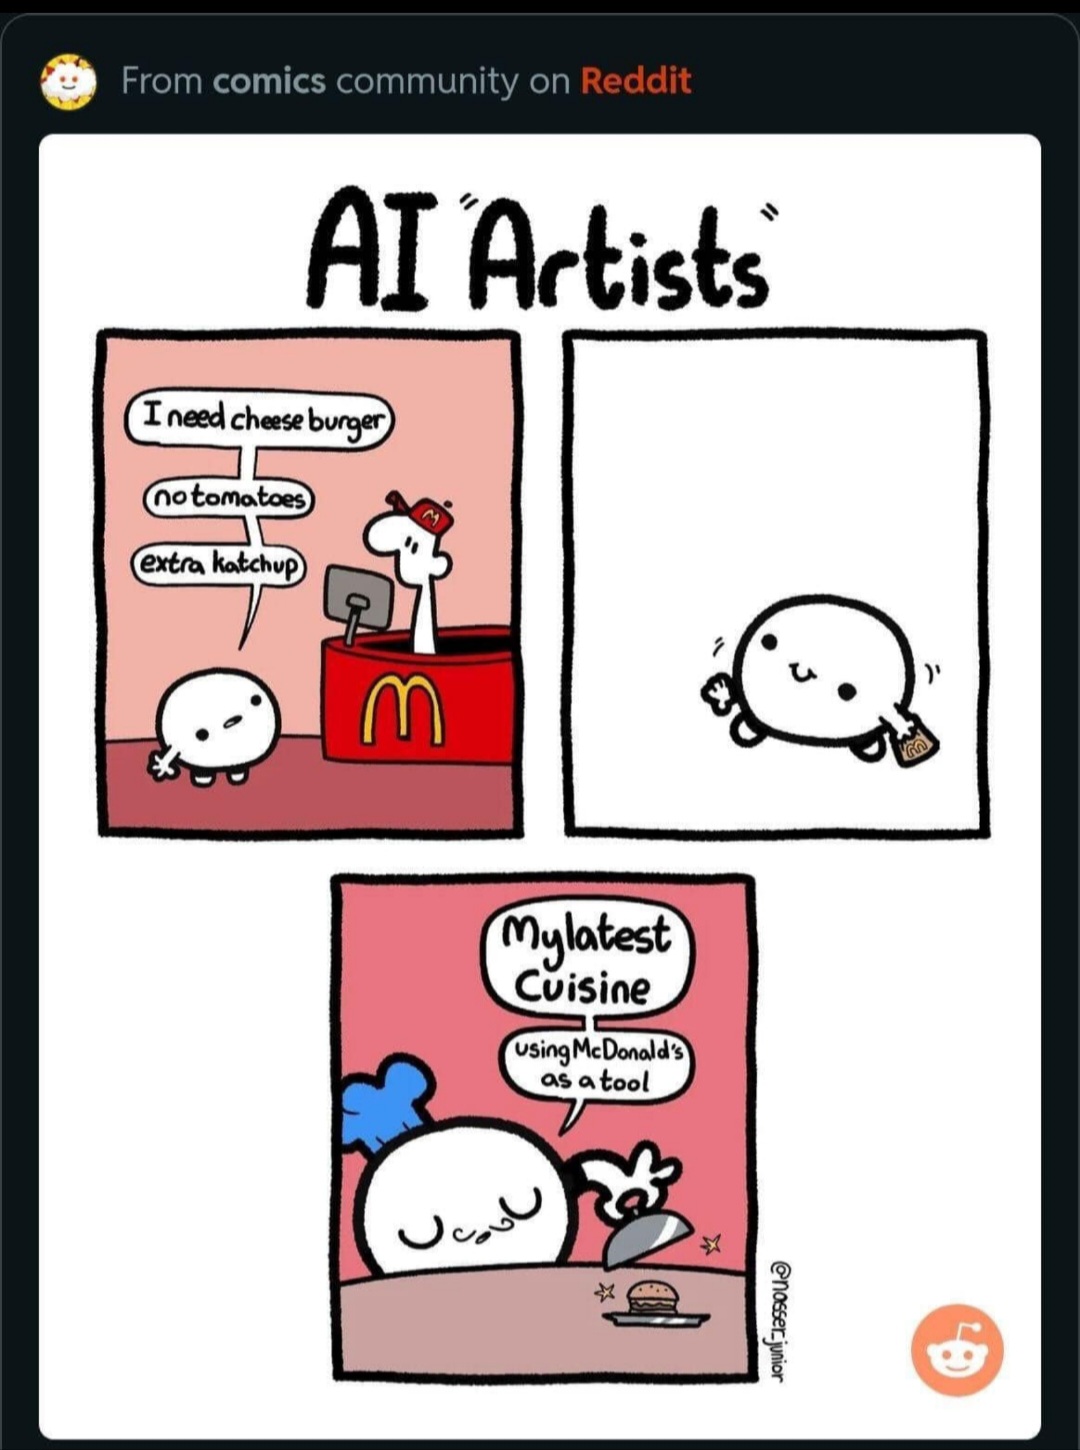 From comics community on Reddit
AI "Artists"
I need cheese burger
no tomatoes
extra katchup
M
M
M
My latest
Cuisine
using McDonald's
as a tool
@nasser_junior